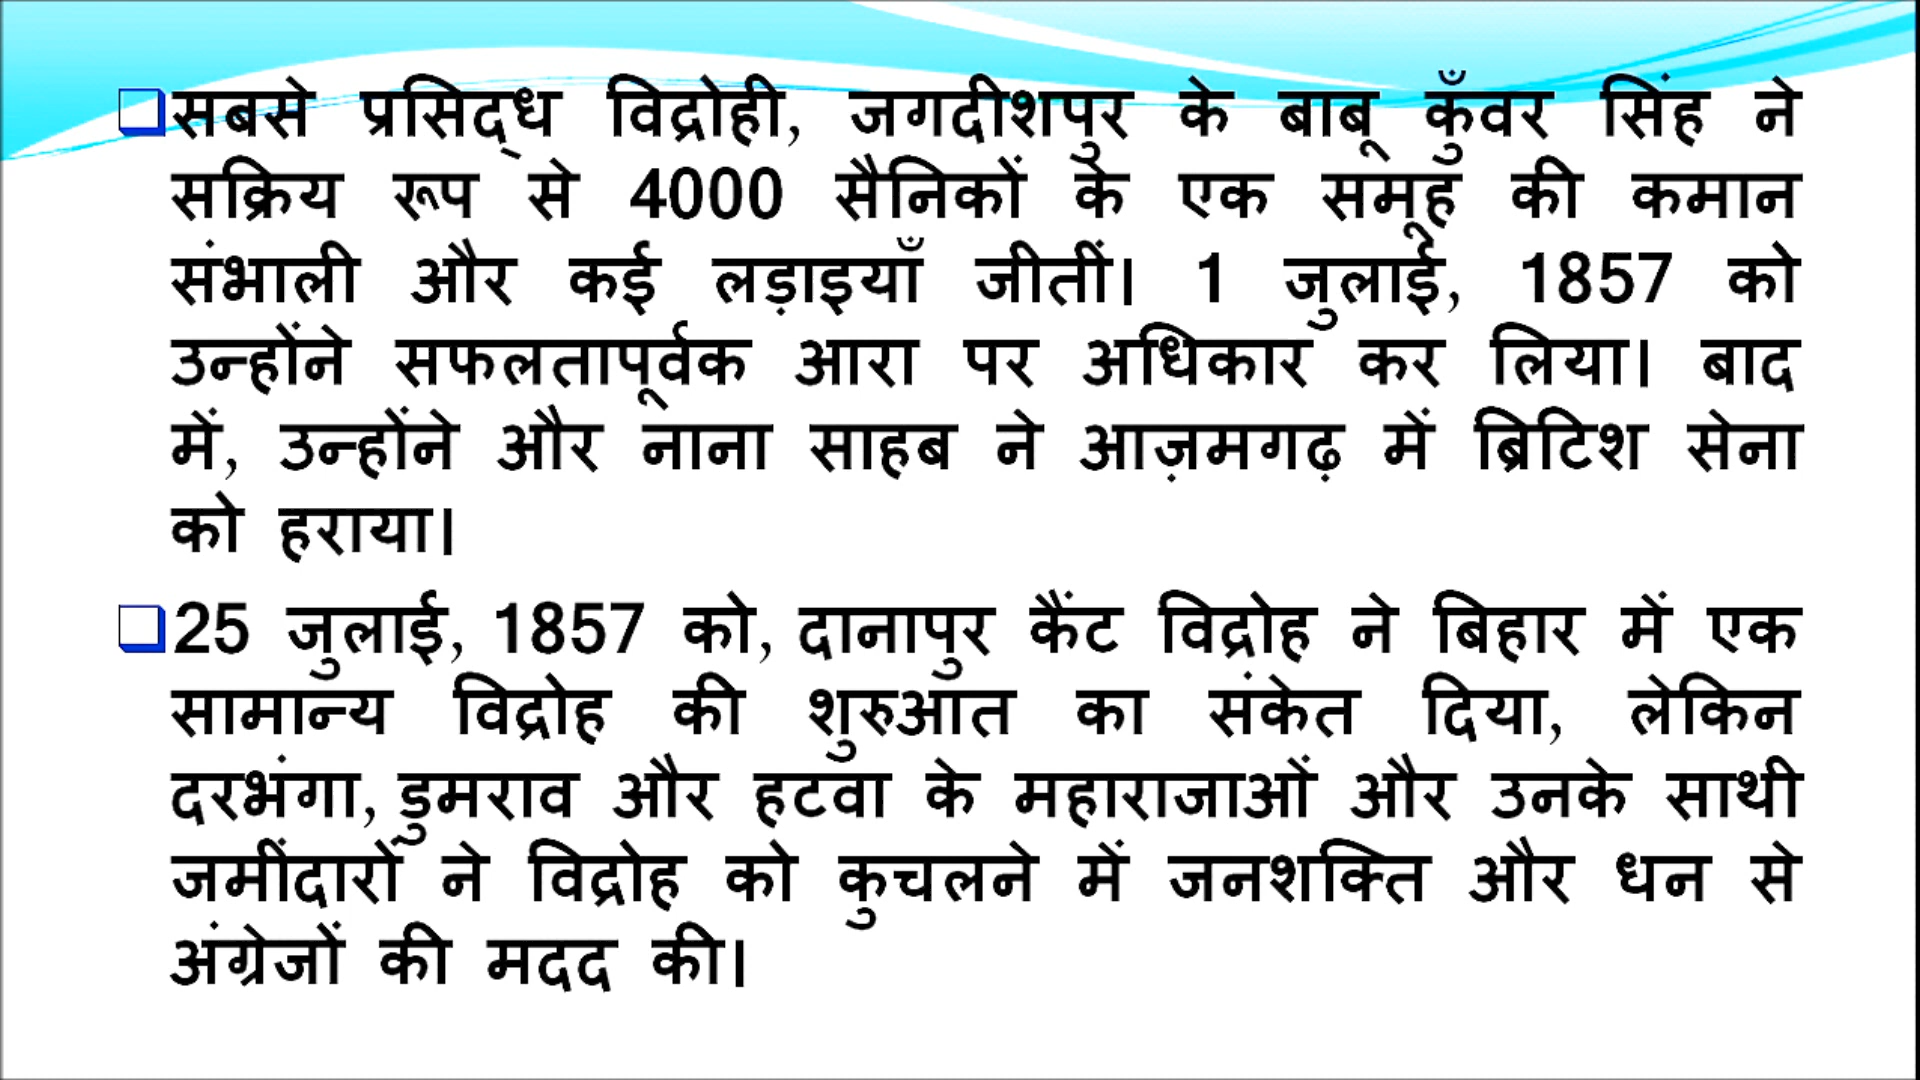 सबसे प्रसिद्ध विद्रोही, जगदीशपुर के बाबू कुँवर सिंह ने
सक्रिय रूप से 4000 सैनिकों के एक समूह की कमान
संभाली और कई लड़ाइयाँ जीतीं। 1 जुलाई, 1857 को
उन्होंने सफलतापूर्वक आरा पर अधिकार कर लिया। बाद
में, उन्होंने और नाना साहब ने आज़मगढ़ में ब्रिटिश सेना
को हराया।
25 जुलाई, 1857 को, दानापुर कैंट विद्रोह ने बिहार में एक
सामान्य विद्रोह की शुरुआत का संकेत दिया, लेकिन
दरभंगा, डुमराव और हटवा के महाराजाओं और उनके साथी
जमींदारों ने विद्रोह को कुचलने में जनशक्ति और धन से
अंग्रेजों की मदद की।